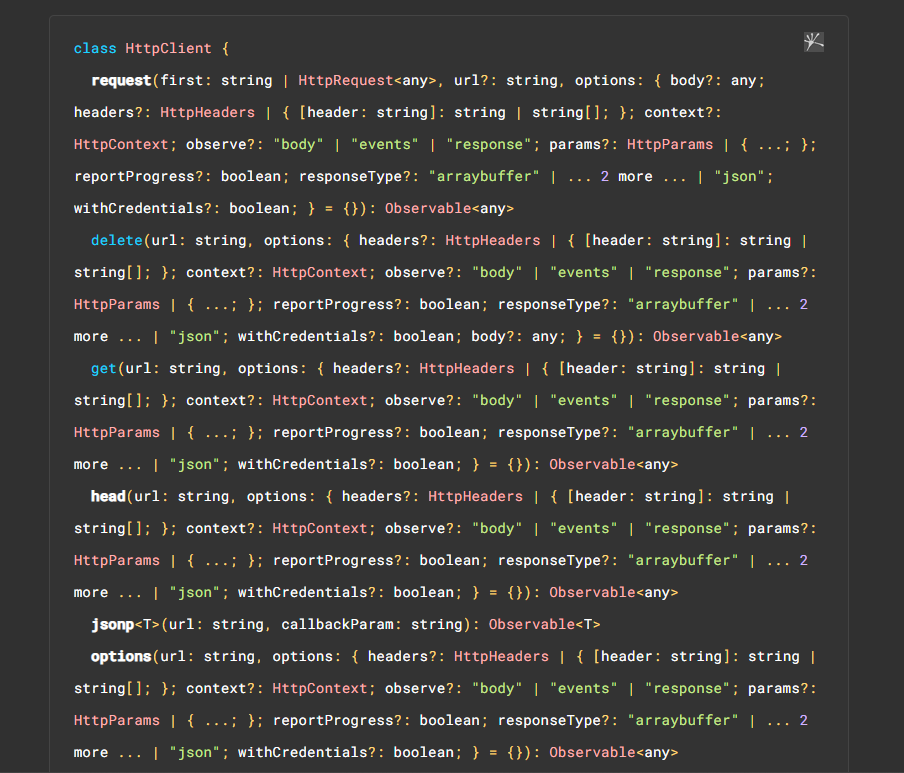 class HttpClient {
request(first: string | HttpRequest<any>, url?: string, options: { body?: any;
headers?: HttpHeaders | { [header: string]: string | string[]; }; context?:
HttpContext; observe?: "body" | "events" | "response"; params?: HttpParams | { ...; };
reportProgress?: boolean; responseType?: "arraybuffer" | ... 2 more ... | "json";
withCredentials?: boolean; } = {}): Observable<any>
delete(url: string, options: { headers?: HttpHeaders | { [header: string]: string |
string[]; }; context?: HttpContext; observe?: "body" | "events" | "response"; params?:
HttpParams | { ...; }; reportProgress?: boolean; responseType?: "arraybuffer" | ... 2
more ... | "json"; withCredentials?: boolean; body?: any; } = {}): Observable<any>
get(url: string, options: { headers?: HttpHeaders | { [header: string]: string |
string[]; }; context?: HttpContext; observe?: "body" | "events" | "response"; params?:
HttpParams | { ...; }; reportProgress?: boolean; responseType?: "arraybuffer" | ... 2
more ... | "json"; withCredentials?: boolean; } = {}): Observable<any>
head(url: string, options: { headers?: HttpHeaders | { [header: string]: string |
string[]; }; context?: HttpContext; observe?: "body" | "events" | "response"; params?:
HttpParams | { ...; }; reportProgress?: boolean; responseType?: "arraybuffer" | ... 2
more ... | "json"; withCredentials?: boolean; } = {}): Observable<any>
jsonp<T>(url: string, callbackParam: string): Observable<T>
options(url: string, options: { headers?: HttpHeaders | { [header: string]: string |
string[]; }; context?: HttpContext; observe?: "body" | "events" | "response"; params?:
HttpParams | { ...; }; reportProgress?: boolean; responseType?: "arraybuffer" | ... 2
more ... | "json"; withCredentials?: boolean; } = {}): Observable<any>